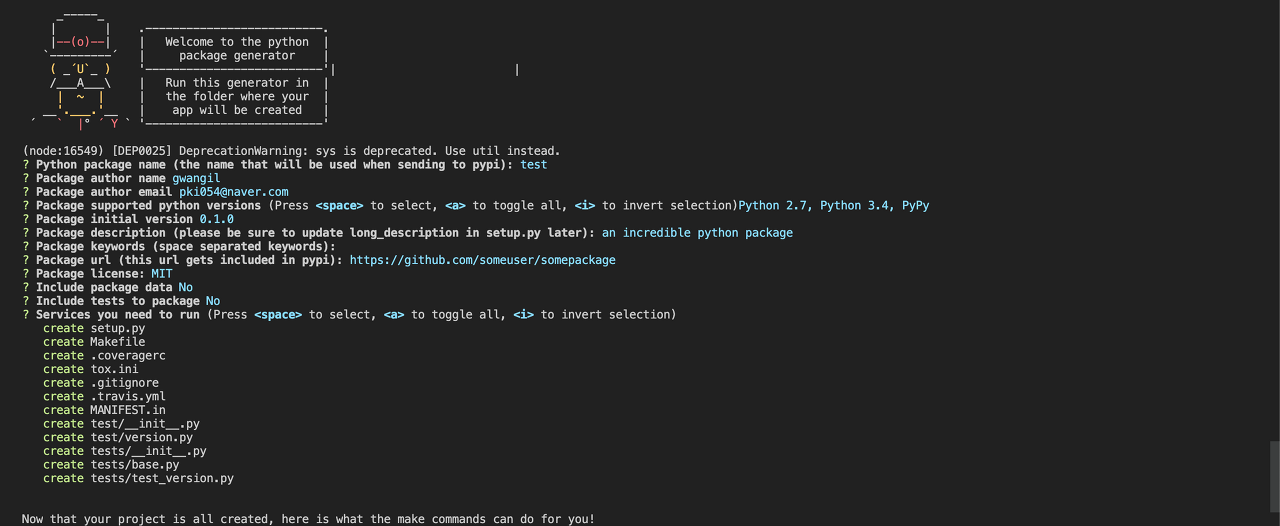 Welcome to the python
package generator
Run this generator in
the folder where your
app will be created
(node:16549) [DEP0025] DeprecationWarning: sys is deprecated. Use util instead.
? Python package name (the name that will be used when sending to pypi): test
? Package author name gwangil
? Package author email pki054@naver.com
? Package supported python versions (Press <space> to select, <a> to toggle all, <i> to invert selection)Python 2.7, Python 3.4, PyPy
? Package initial version 0.1.0
? Package description (please be sure to update long_description in setup.py later): an incredible python package
? Package keywords (space separated keywords):
? Package url (this url gets included in pypi): https://github.com/someuser/somepackage
? Package license: MIT
? Include package data No
? Include tests to package No
? Services you need to run (Press <space> to select, <a> to toggle all, <i> to invert selection)
create setup.py
create Makefile
create .coveragerc
create tox.ini
create .gitignore
create .travis.yml
create MANIFEST.in
create test/__init__.py
create test/version.py
create tests/__init__.py
create tests/base.py
create tests/test_version.py
Now that your project is all created, here is what the make commands can do for you!